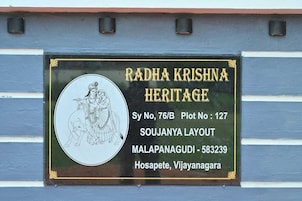 RADHA KRISHNA
HERITAGE
Sy No, 76/B Plot No : 127
SOUJANYA LAYOUT
MALAPANAGUDI - 583239
Hosapete, Vijayanagara